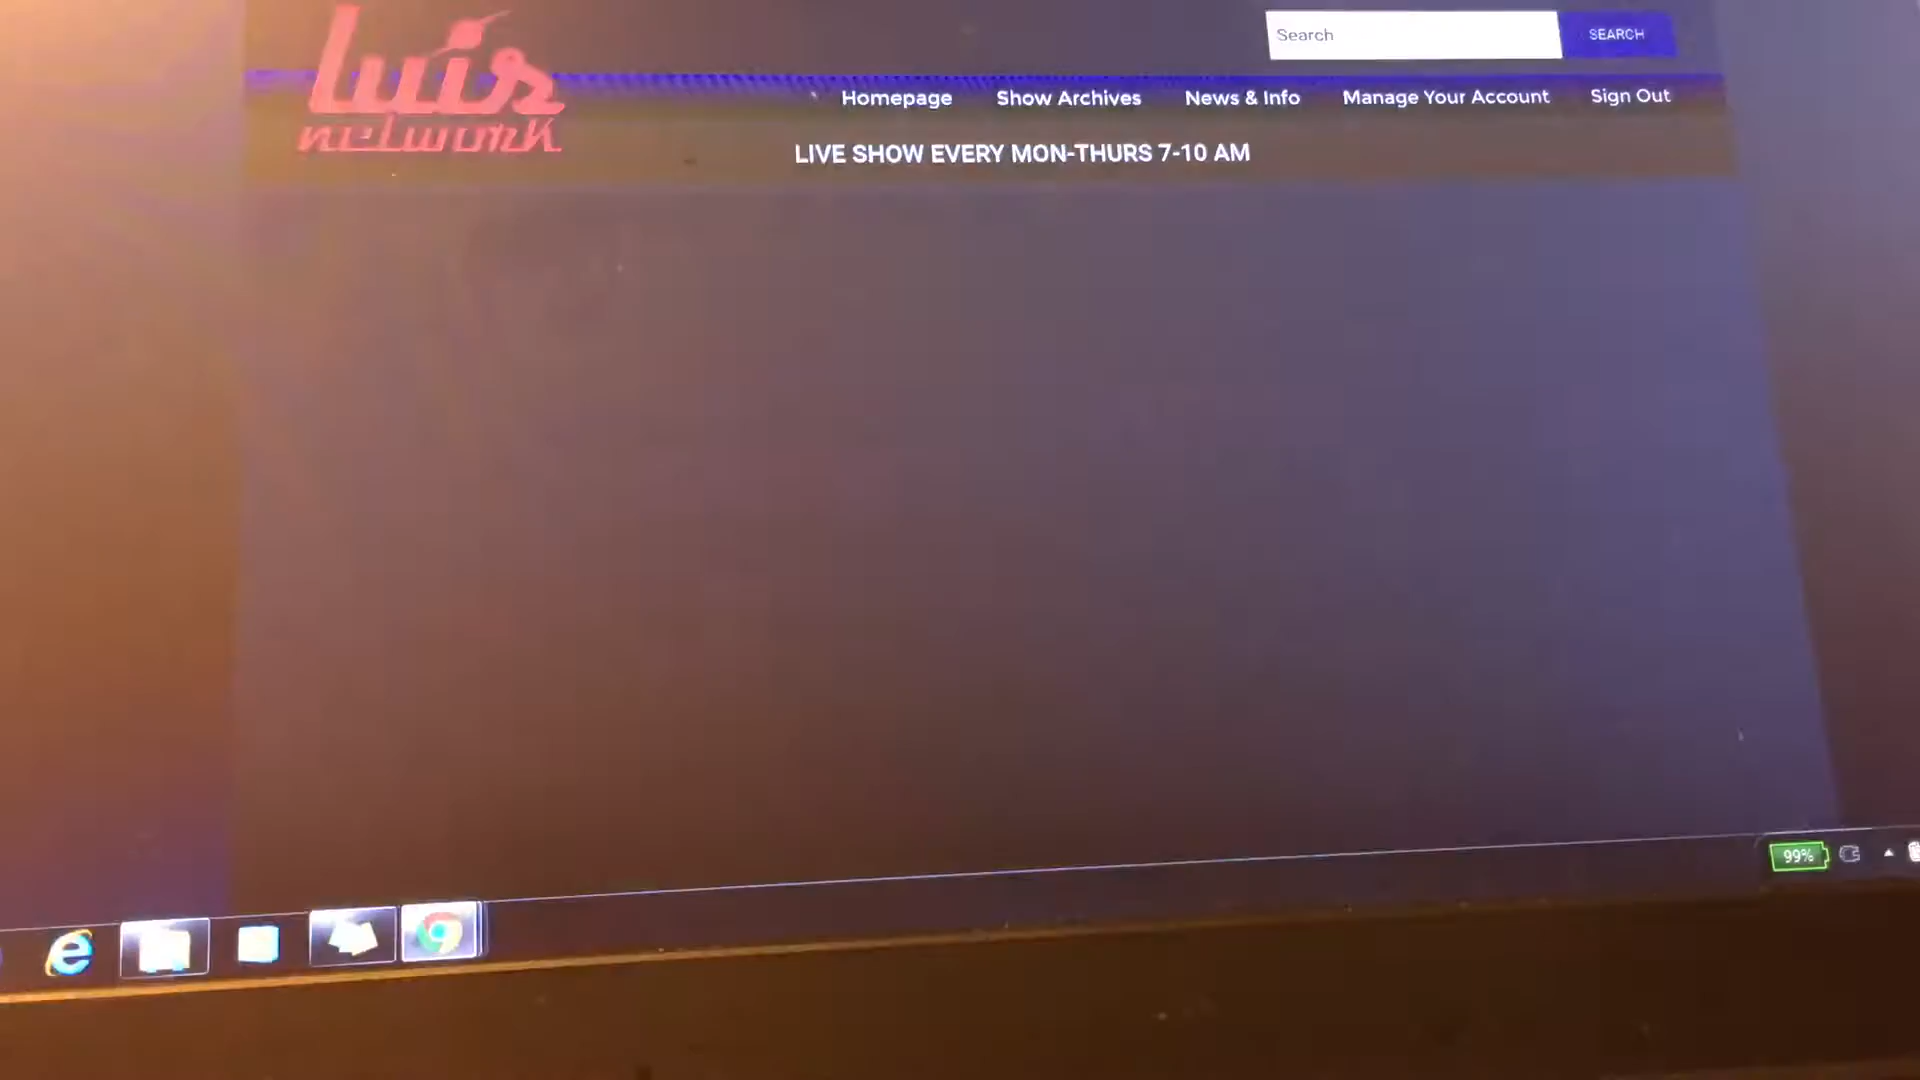 luis
network
Search
SEARCH
Homepage Show Archives News & Info Manage Your Account Sign Out
LIVE SHOW EVERY MON-THURS 7-10 AM
99%